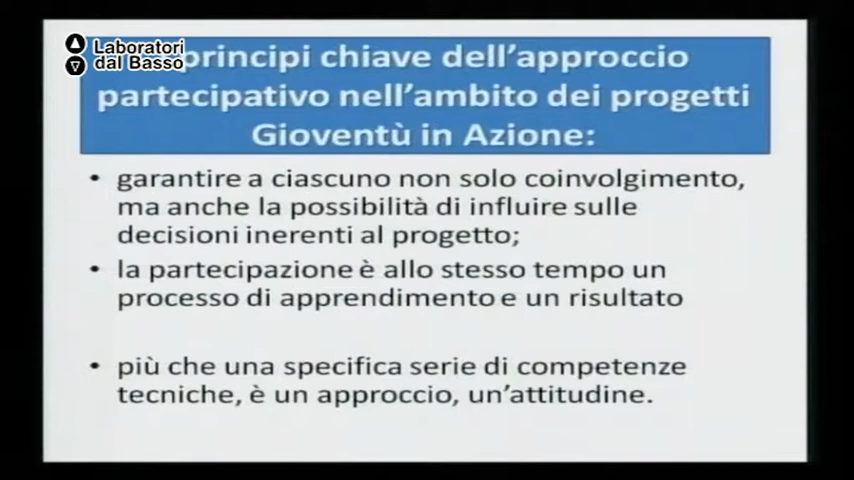 Laboratori
dal Basso
principi chiave dell'approccio
partecipativo nell'ambito dei progetti
Gioventù in Azione:
• garantire a ciascuno non solo coinvolgimento,
ma anche la possibilità di influire sulle
decisioni inerenti al progetto;
• la partecipazione è allo stesso tempo un
processo di apprendimento e un risultato
• più che una specifica serie di competenze
tecniche, è un approccio, un'attitudine.